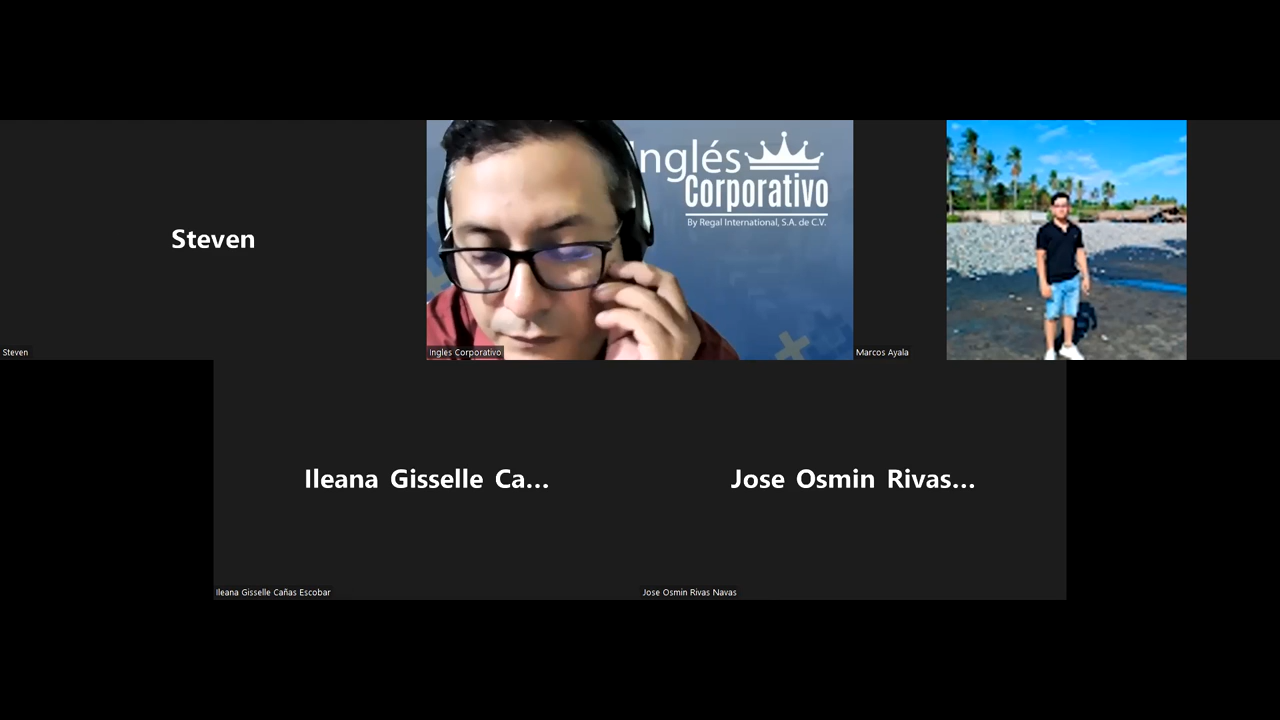 Steven
Steven
Inglés
Corporativo
By Regal International, S.A. de C.V.
Inglés Corporativo
Marcos Ayala
Ileana Gisselle Ca...
Jose Osmin Rivas...
Ileana Gisselle Cañas Escobar
Jose Osmin Rivas Navas